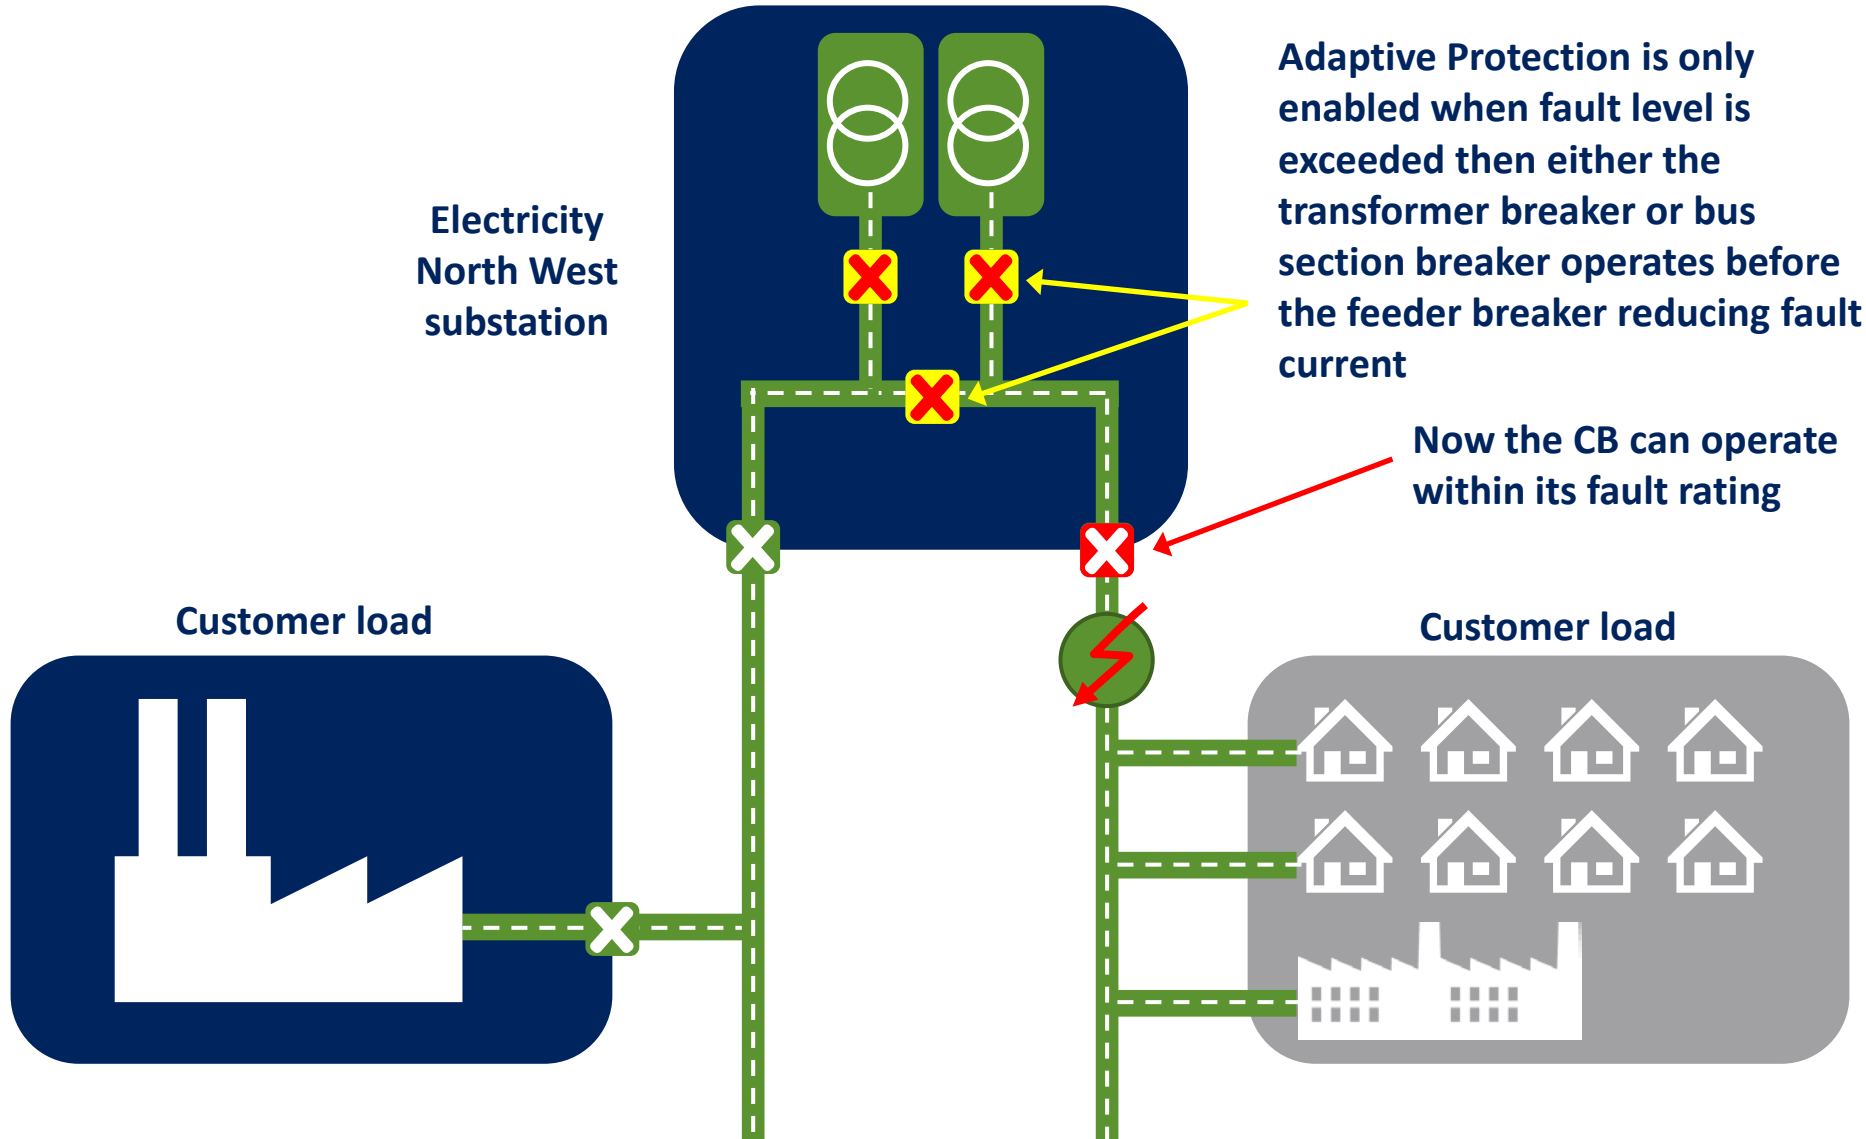 Adaptive Protection is only
enabled when fault level is
exceeded then either the
transformer breaker or bus
section breaker operates before
the feeder breaker reducing fault
current
Electricity
North West
substation
Now the CB can operate
within its fault rating
Customer load
Customer load